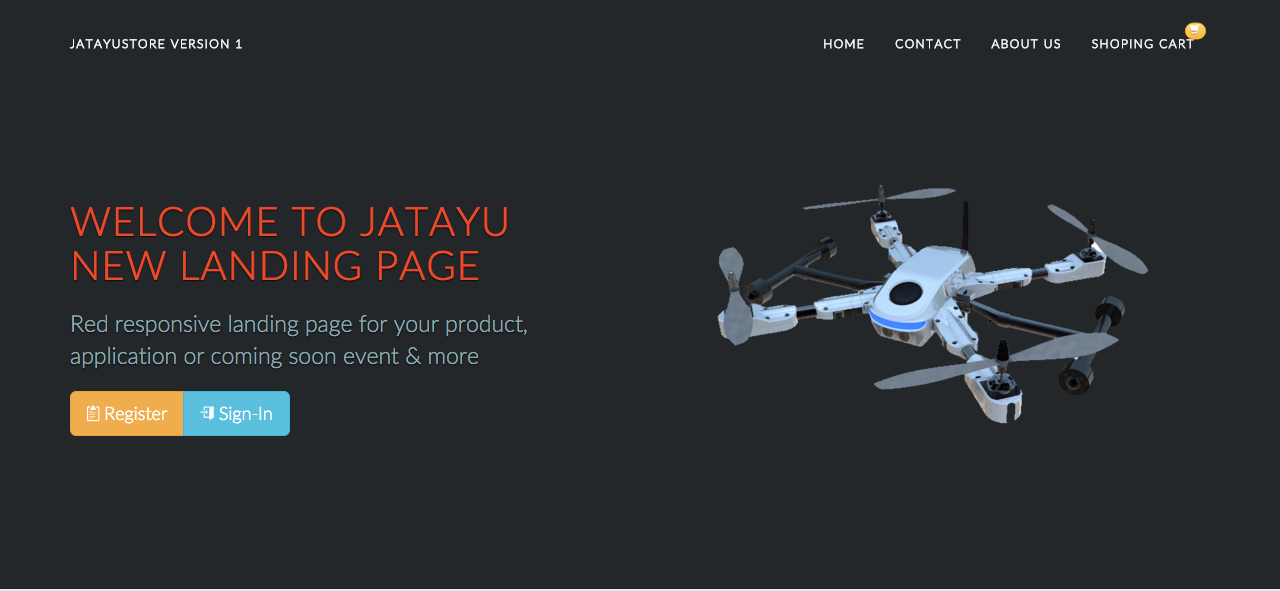 JATAYUSTORE VERSION 1
HOME CONTACT ABOUT US SHOPING CART
WELCOME TO JATAYU
NEW LANDING PAGE
Red responsive landing page for your product,
application or coming soon event & more
Register Sign-In